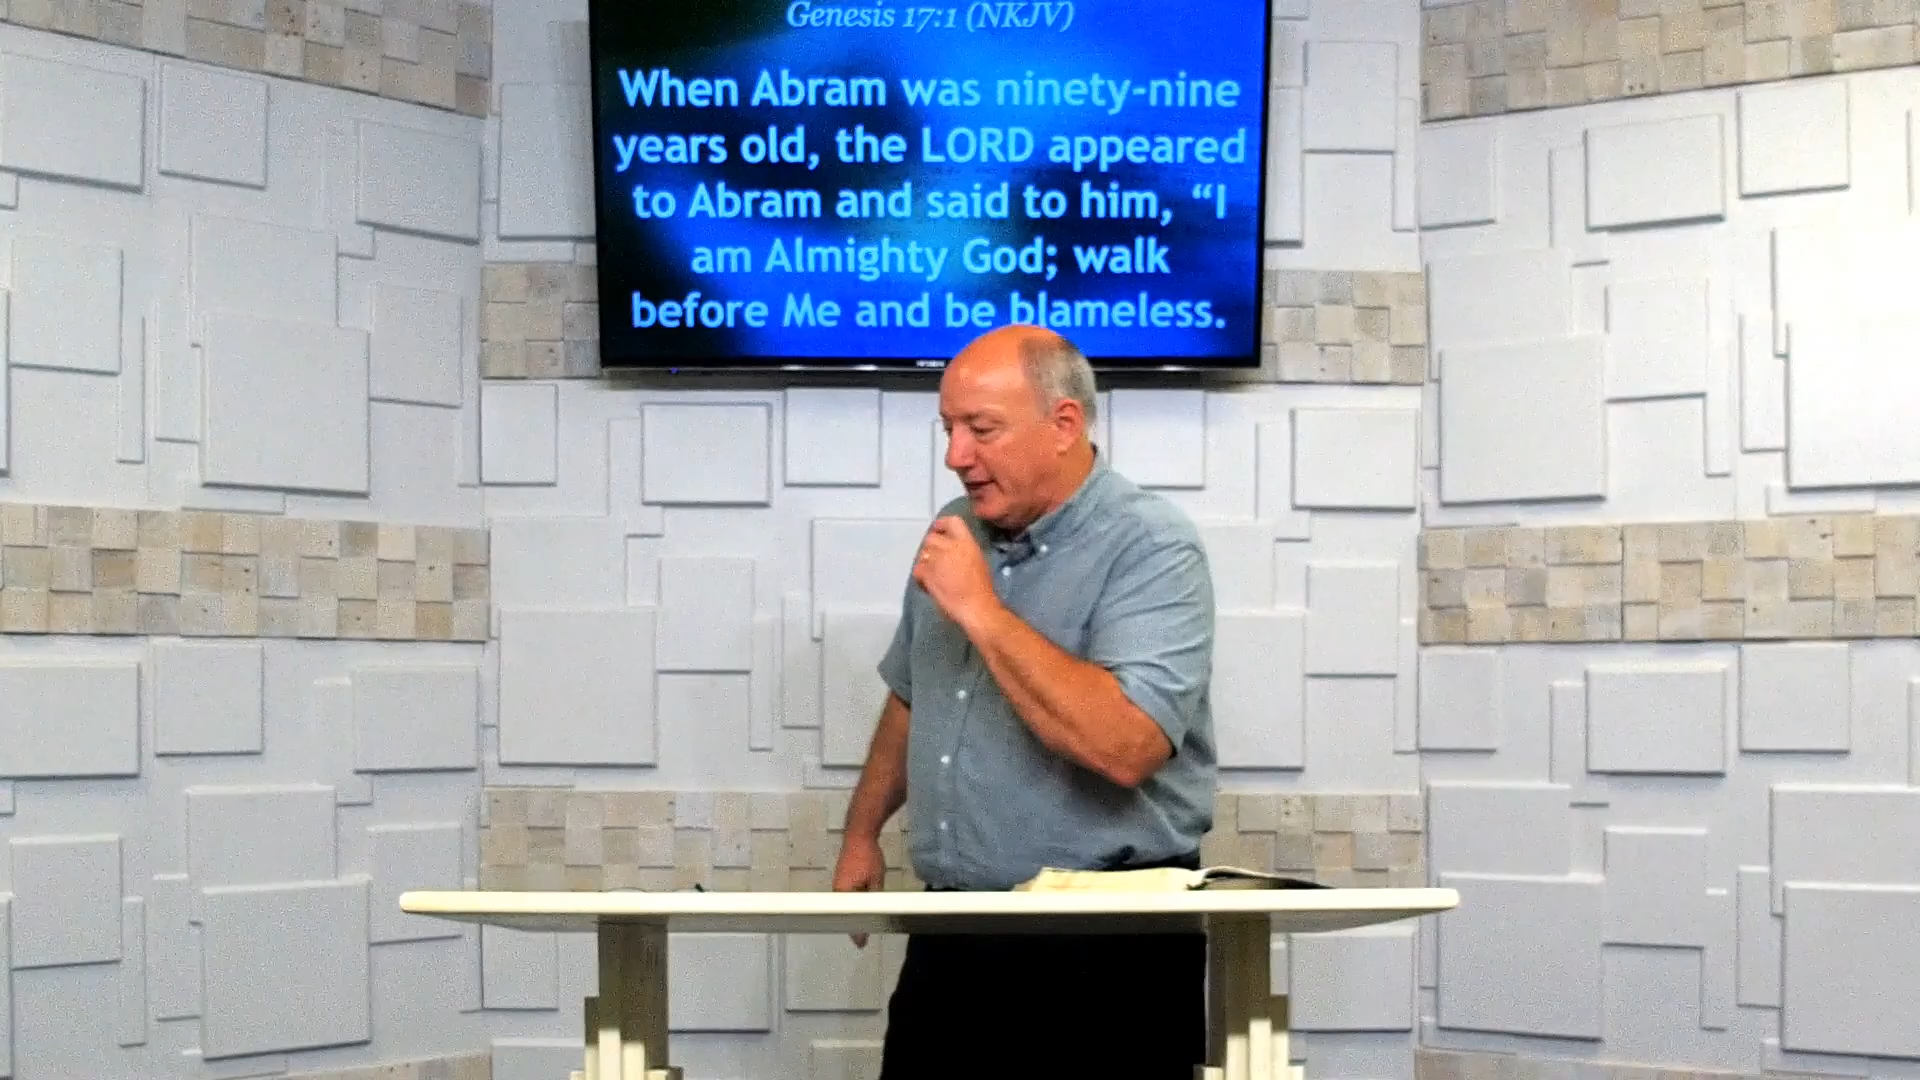 Genesis 17:1 (NKJV)
When Abram was ninety-nine
years old, the LORD appeared
to Abram and said to him, “I
am Almighty God; walk
before Me and be blameless.